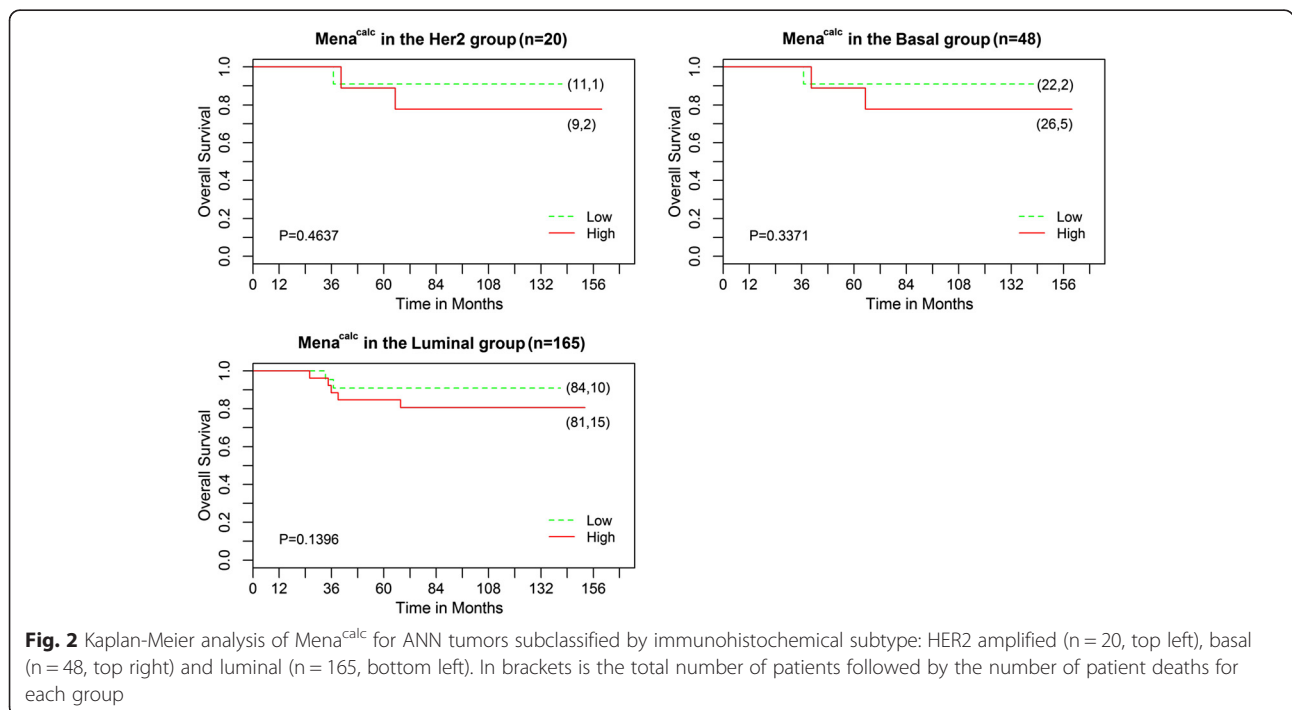 Mena^calc in the Her2 group (n=20)
Overall Survival
1.0
0.8
0.6
0.4
0.2
0.0
(11,1)
(9,2)
Low
High
P=0.4637
0 12 36 60 84 108 132 156
Time in Months
Mena^calc in the Basal group (n=48)
Overall Survival
1.0
0.8
0.6
0.4
0.2
0.0
(22,2)
(26,5)
Low
High
P=0.3371
0 12 36 60 84 108 132 156
Time in Months
Mena^calc in the Luminal group (n=165)
Overall Survival
1.0
0.8
0.6
0.4
0.2
0.0
(84,10)
(81,15)
Low
High
P=0.1396
0 12 36 60 84 108 132 156
Time in Months
Fig. 2 Kaplan-Meier analysis of Mena^calc for ANN tumors subclassified by immunohistochemical subtype: HER2 amplified (n = 20, top left), basal
(n = 48, top right) and luminal (n = 165, bottom left). In brackets is the total number of patients followed by the number of patient deaths for
each group